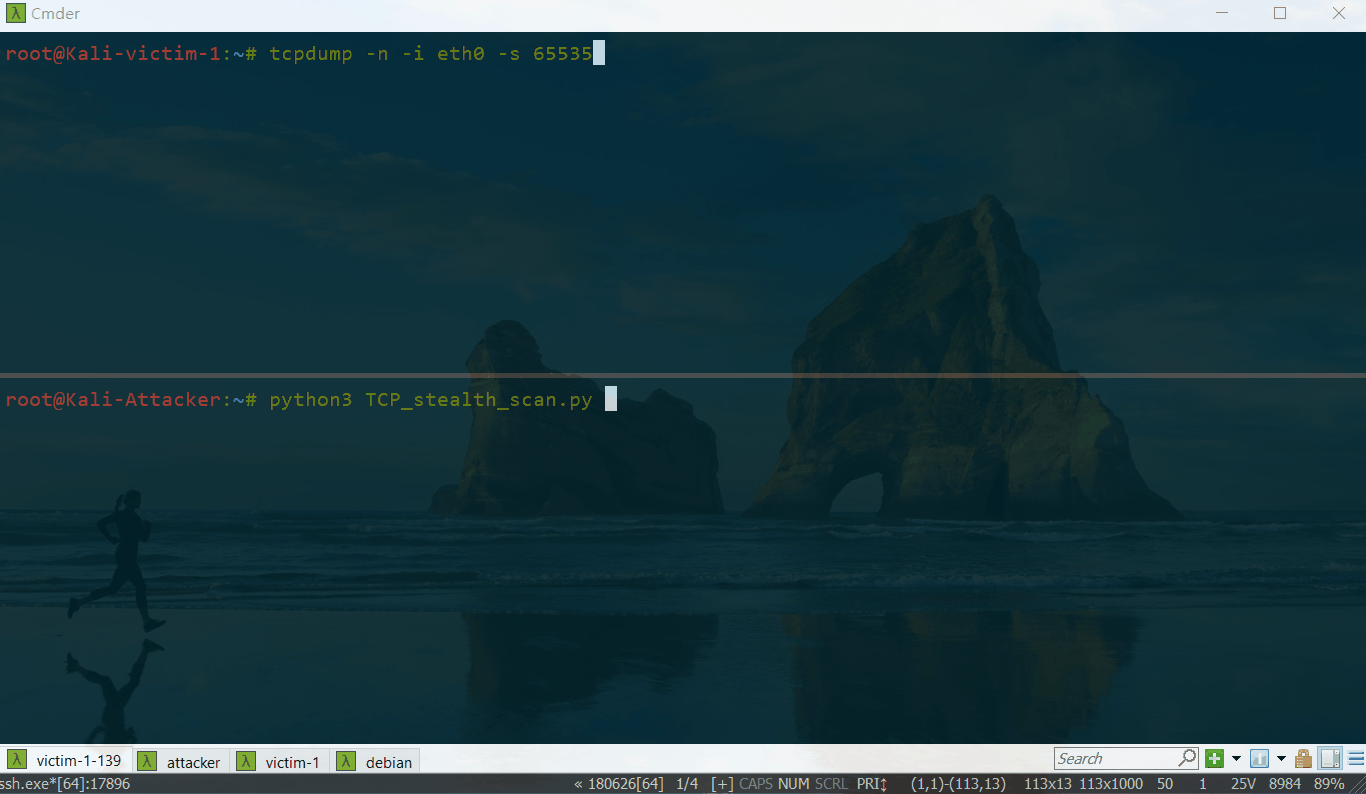 Cmder
root@Kali-victim-1:~# tcpdump -n -i eth0 -s 65535
root@Kali-Attacker:~# python3 TCP_stealth_scan.py
victim-1-139 attacker victim-1 debian Search
ssh.exe*[64]:17896 « 180626[64] 1/4 [+] CAPS NUM SCRL PRI↕ (1,1)-(113,13) 113x13 113x1000 50 1 25V 8984 89%